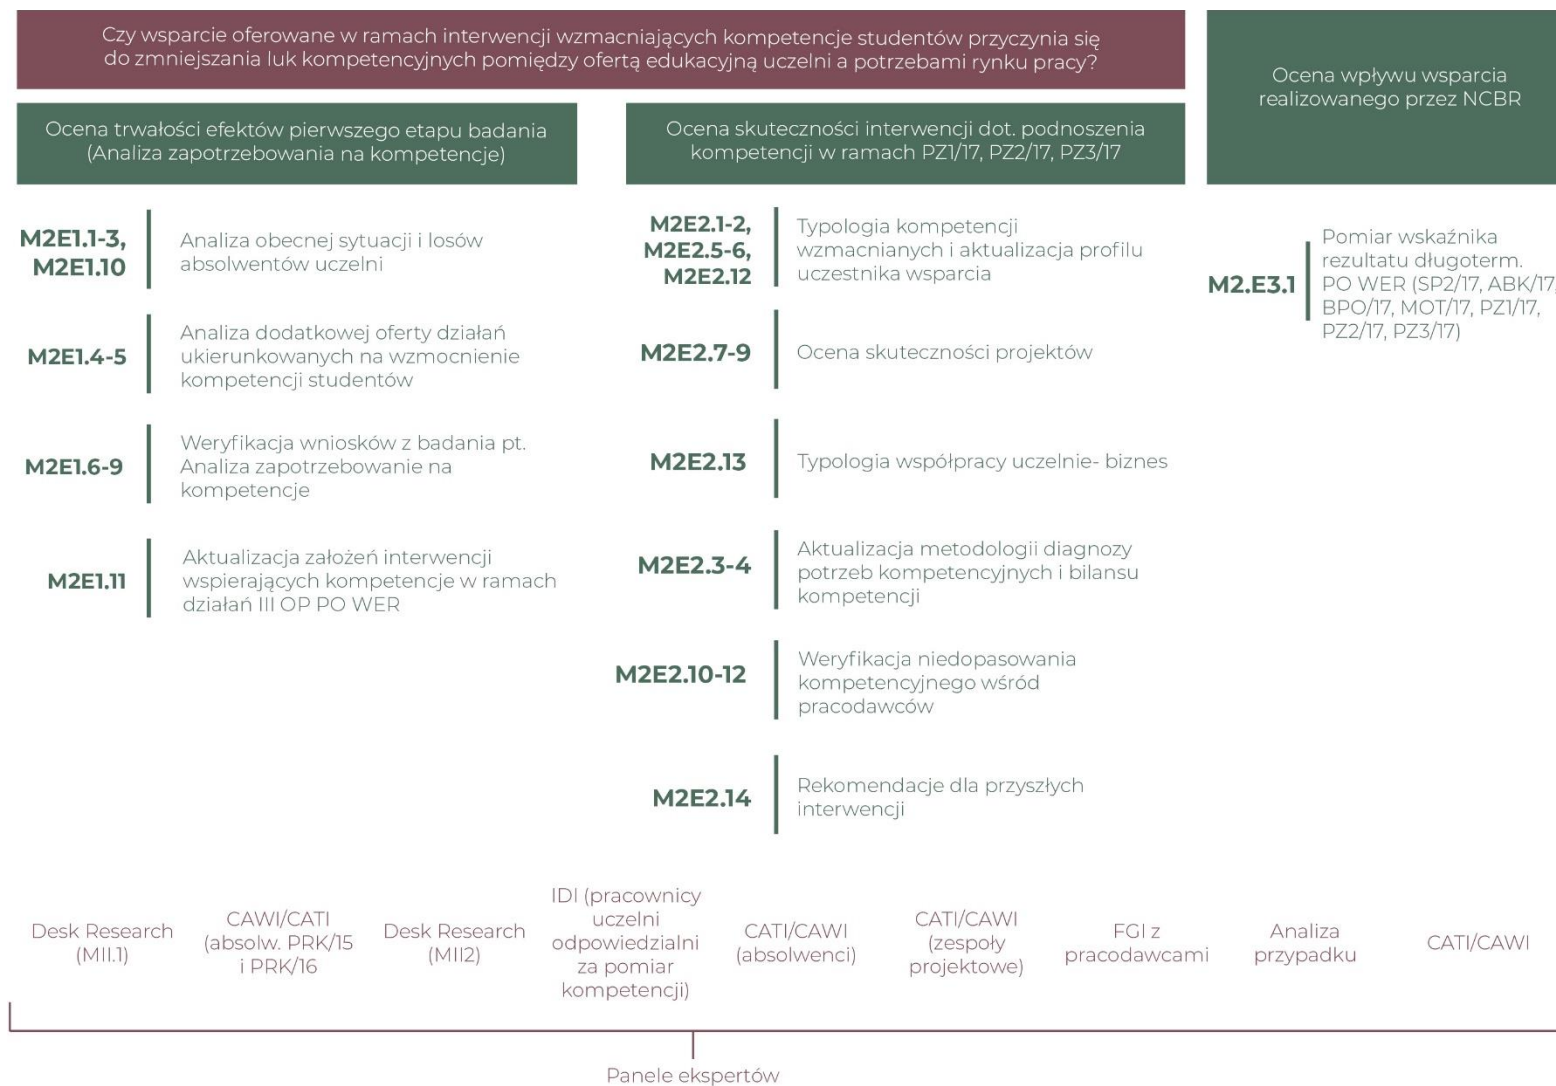 Czy wsparcie oferowane w ramach interwencji wzmacniających kompetencje studentów przyczynia się
do zmniejszania luk kompetencyjnych pomiędzy ofertą edukacyjną uczelni a potrzebami rynku pracy?
Ocena wpływu wsparcia
realizowanego przez NCBR
Ocena trwałości efektów pierwszego etapu badania
(Analiza zapotrzebowania na kompetencje)
Ocena skuteczności interwencji dot. podnoszenia
kompetencji w ramach PZ1/17, PZ2/17, PZ3/17
M2E1.1-3,
M2E1.10
Analiza obecnej sytuacji i losów
absolwentów uczelni
M2E1.4-5
Analiza dodatkowej oferty działań
ukierunkowanych na wzmocnienie
kompetencji studentów
M2E1.6-9
Weryfikacja wniosków z badania pt.
Analiza zapotrzebowanie na
kompetencje
M2E1.11
Aktualizacja założeń interwencji
wspierających kompetencje w ramach
działań III OP PO WER
M2E2.1-2,
M2E2.5-6,
M2E2.12
Typologia kompetencji
wzmacnianych i aktualizacja profilu
uczestnika wsparcia
M2E2.7-9
Ocena skuteczności projektów
M2E2.13
Typologia współpracy uczelnie- biznes
M2E2.3-4
Aktualizacja metodologii diagnozy
potrzeb kompetencyjnych i bilansu
kompetencji
M2E2.10-12
Weryfikacja niedopasowania
kompetencyjnego wśród
pracodawców
M2E2.14
Rekomendacje dla przyszłych
interwencji
M2.E3.1
Pomiar wskaźnika
rezultatu długoterm.
PO WER (SP2/17, ABK/17,
BPO/17, MOT/17, PZ1/17,
PZ2/17, PZ3/17)
Desk Research
(MII.1)
CAWI/CATI
(absolw. PRK/15
i PRK/16
Desk Research
(MII2)
IDI (pracownicy
uczelni
odpowiedzialni
za pomiar
kompetencji)
CATI/CAWI
(absolwenci)
CATI/CAWI
(zespoły
projektowe)
FGI z
pracodawcami
Analiza
przypadku
CATI/CAWI
Panele ekspertów